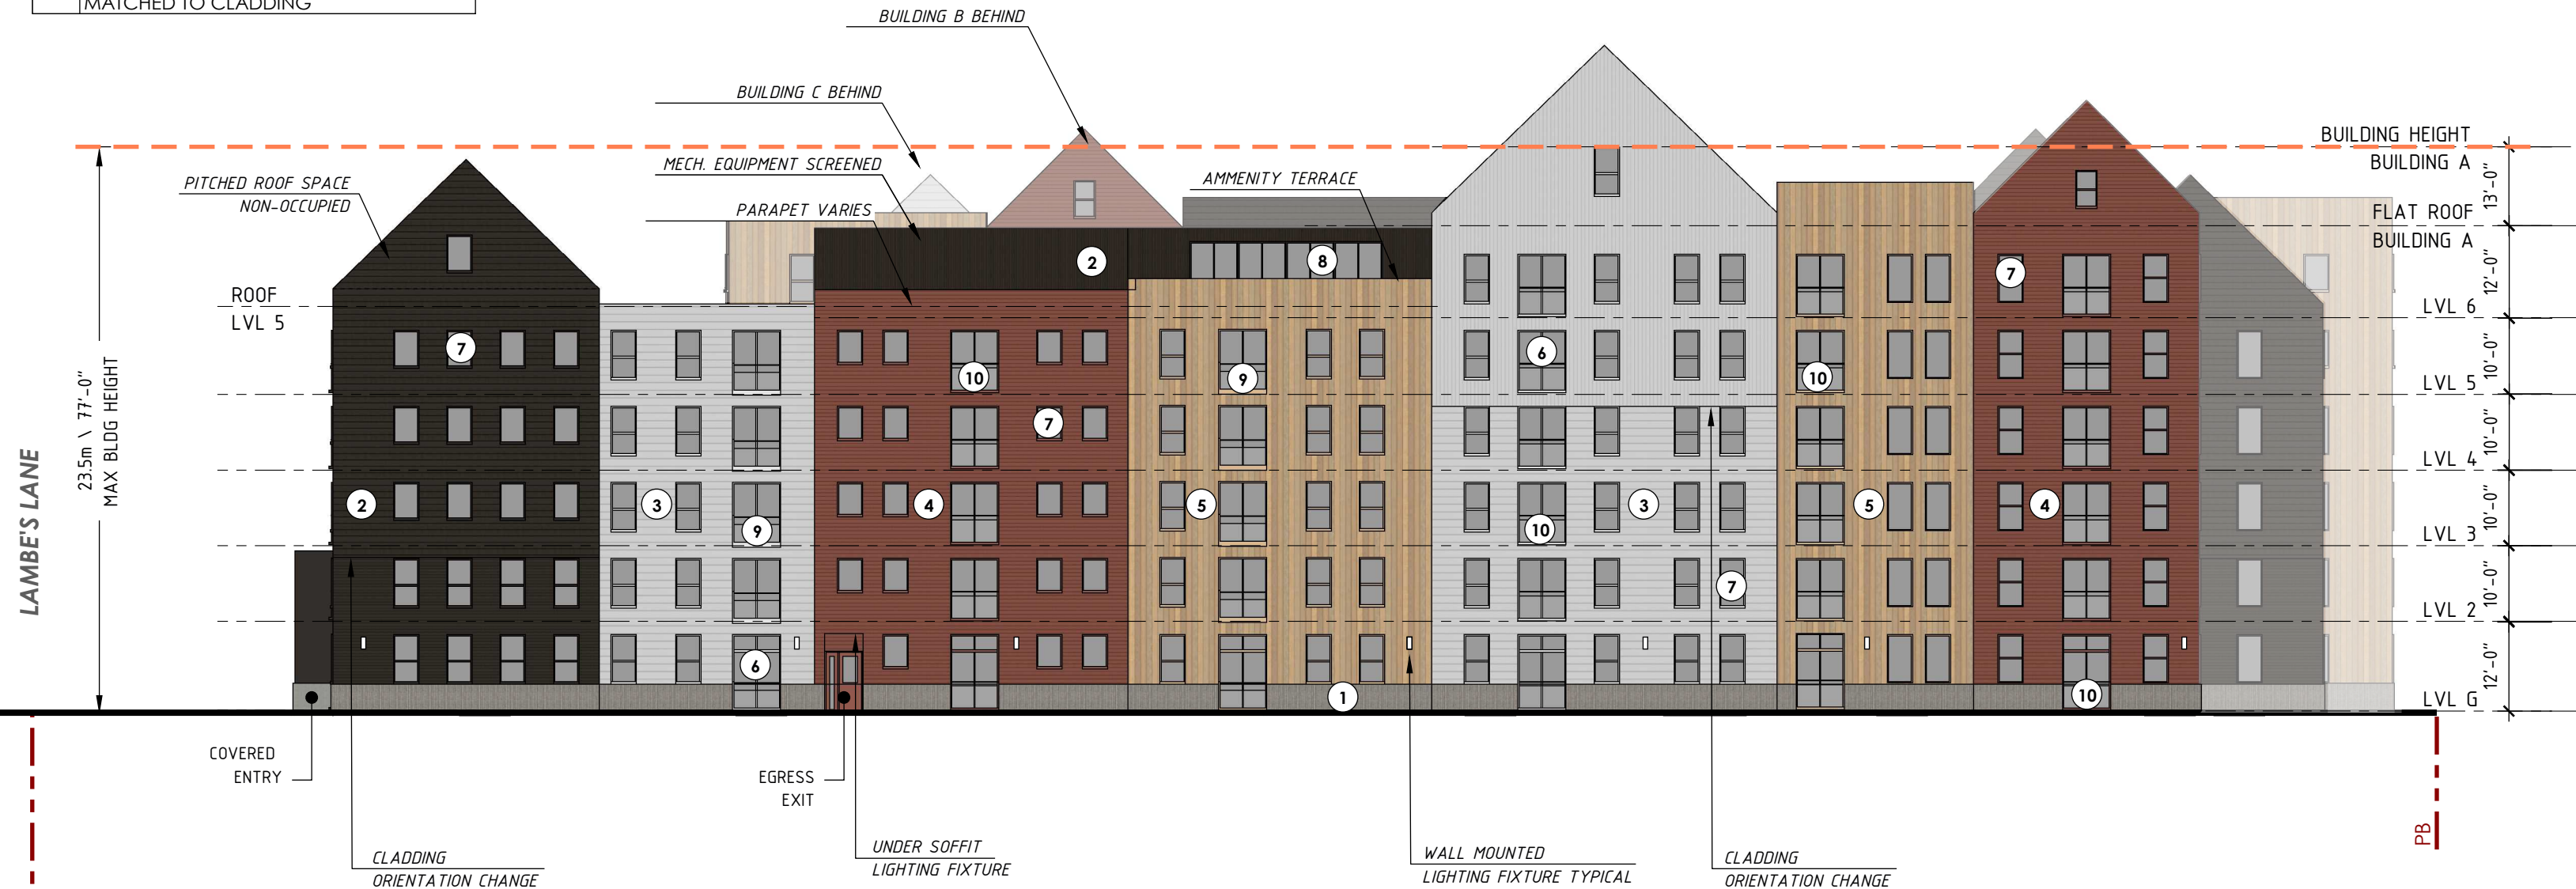 MATCHED TO CLADDING
BUILDING B BEHIND
BUILDING C BEHIND
MECH. EQUIPMENT SCREENED
PARAPET VARIES
AMMENITY TERRACE
PITCHED ROOF SPACE
NON-OCCUPIED
BUILDING HEIGHT
BUILDING A
FLAT ROOF
BUILDING A
ROOF
LVL 5
LVL 6
LVL 5
LVL 4
LVL 3
LVL 2
LVL G
13'-0"
12'-0"
10'-0"
10'-0"
10'-0"
10'-0"
12'-0"
LAMBE'S LANE
23.5m \ 77'-0"
MAX BLDG HEIGHT
2
8
7
7
6
10
9
10
7
2
3
9
4
5
10
3
5
4
7
6
1
10
COVERED
ENTRY
EGRESS
EXIT
CLADDING
ORIENTATION CHANGE
UNDER SOFFIT
LIGHTING FIXTURE
WALL MOUNTED
LIGHTING FIXTURE TYPICAL
CLADDING
ORIENTATION CHANGE
PB